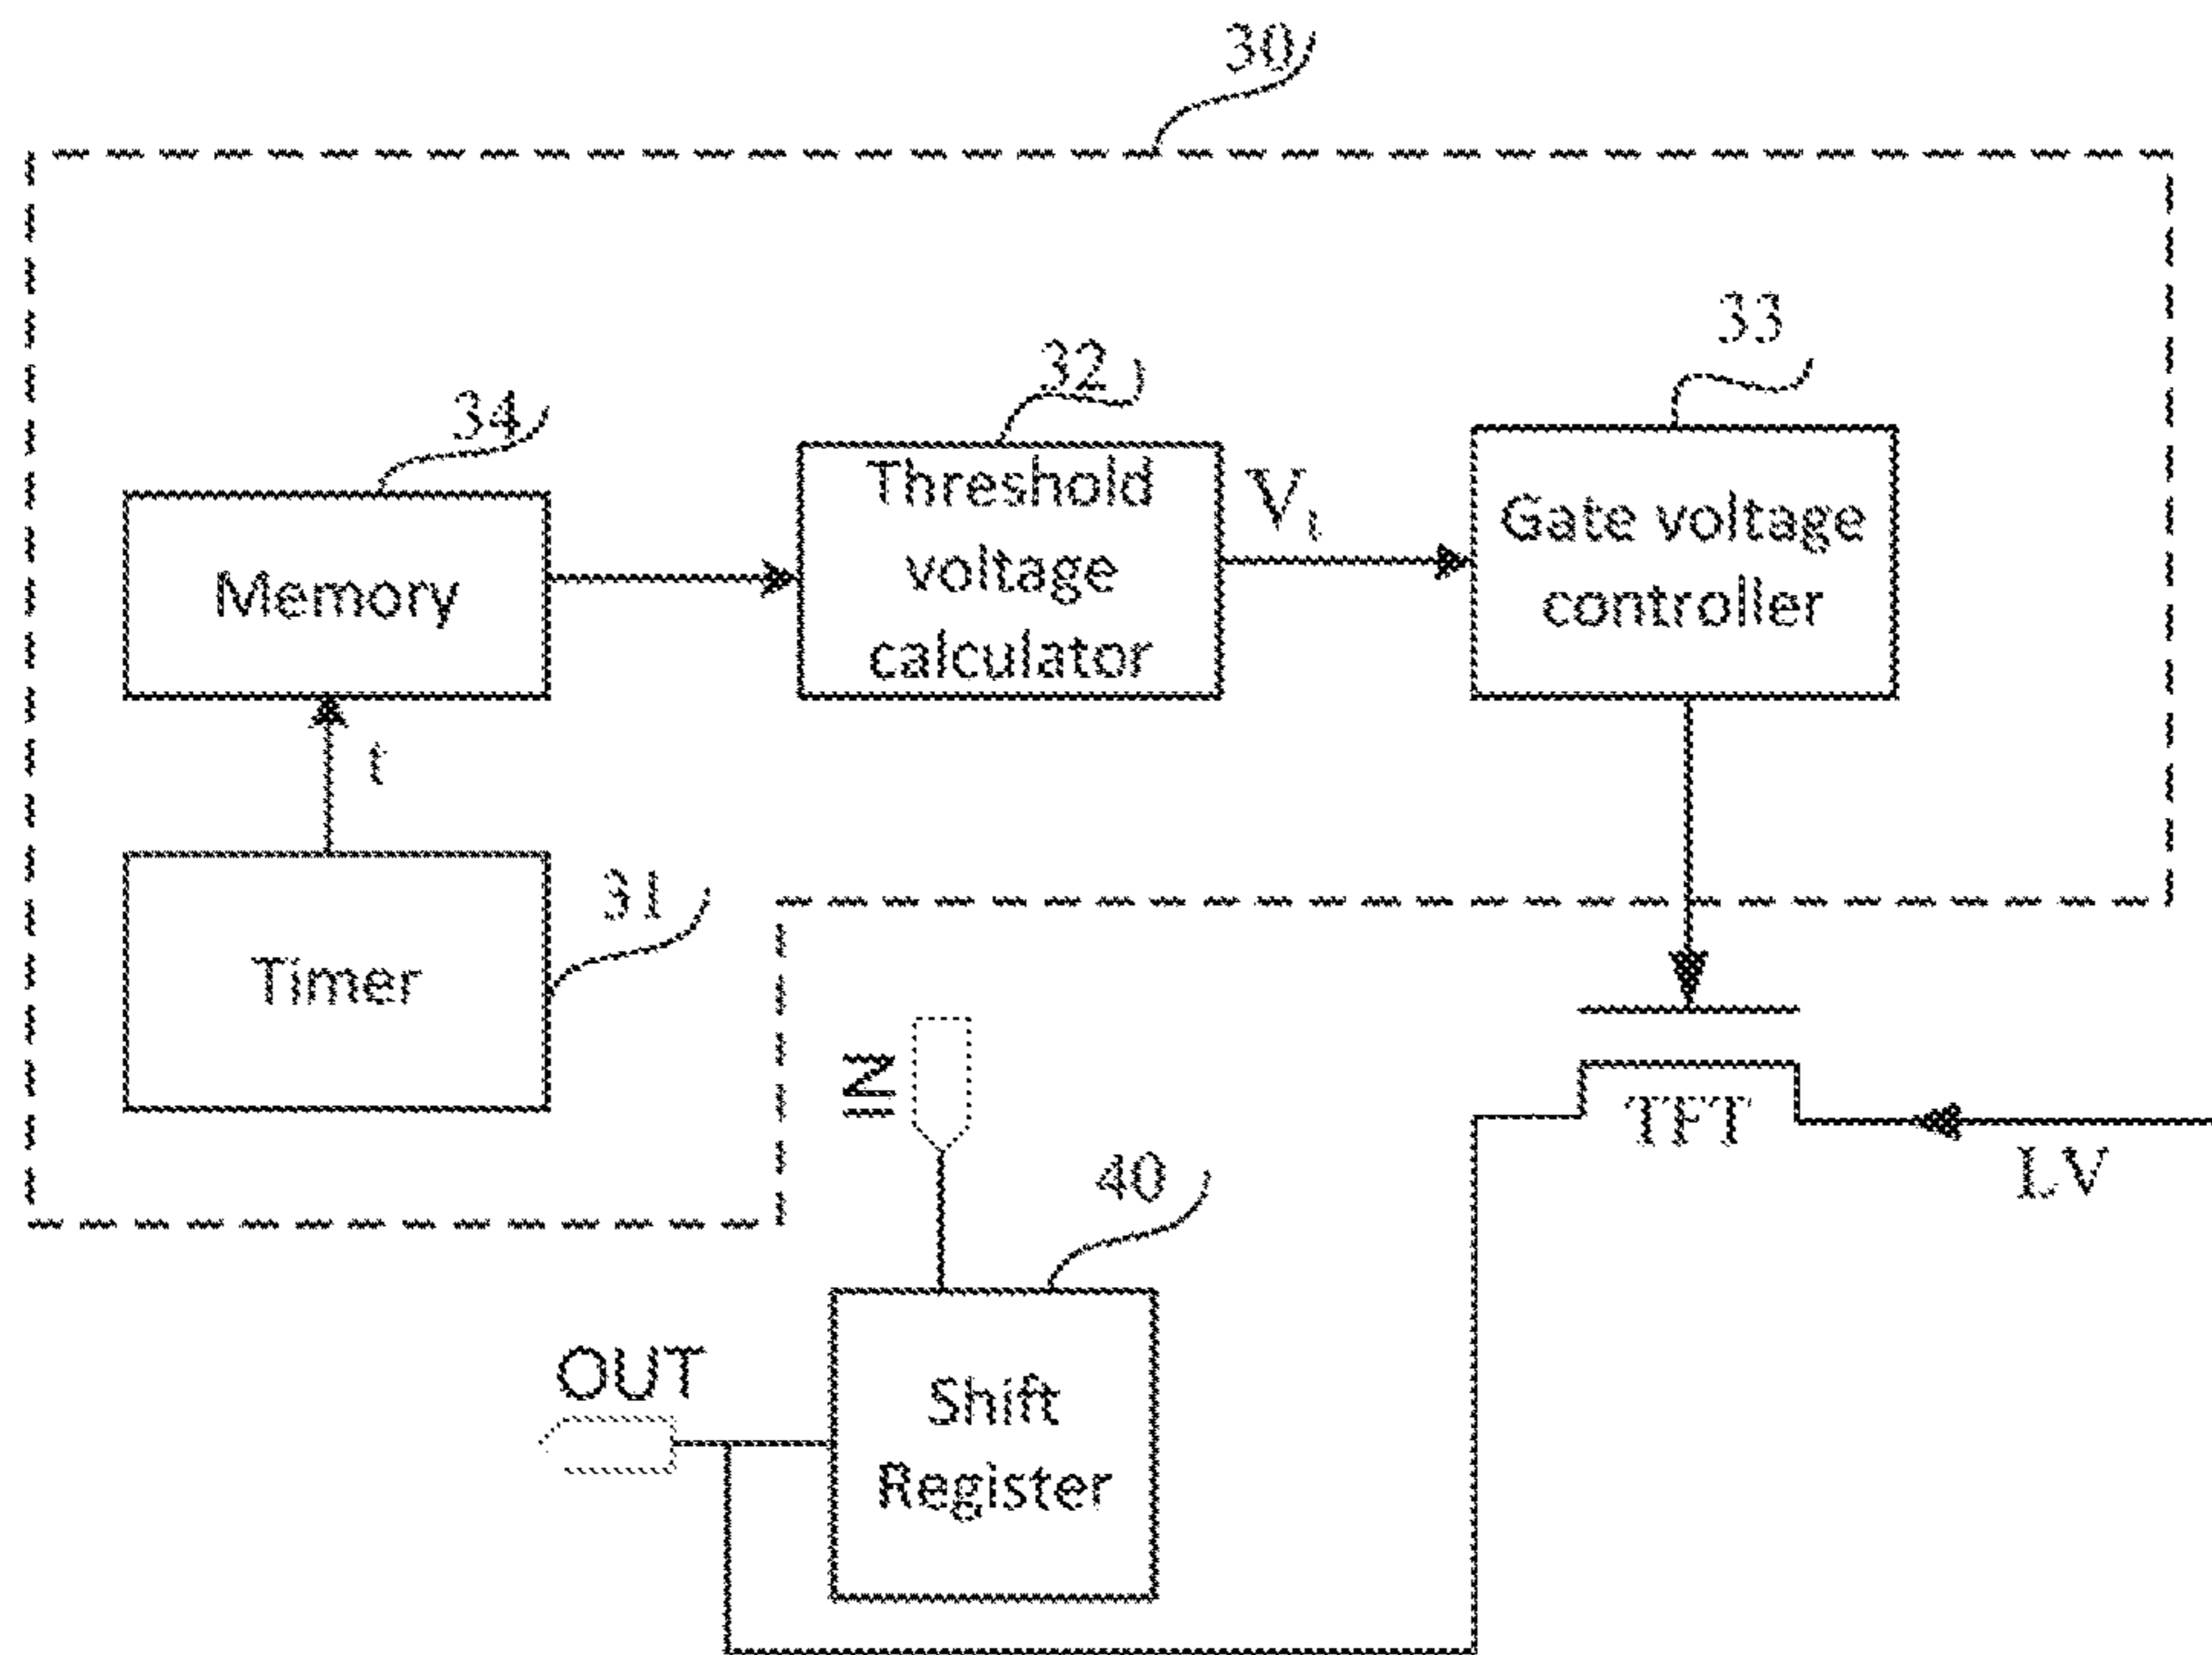 30
33
32
34
Threshold
voltage
calculator
Vt
Gate voltage
controller
Memory
t
31
Timer
IN
TFT
LV
40
OUT
Shift
Register